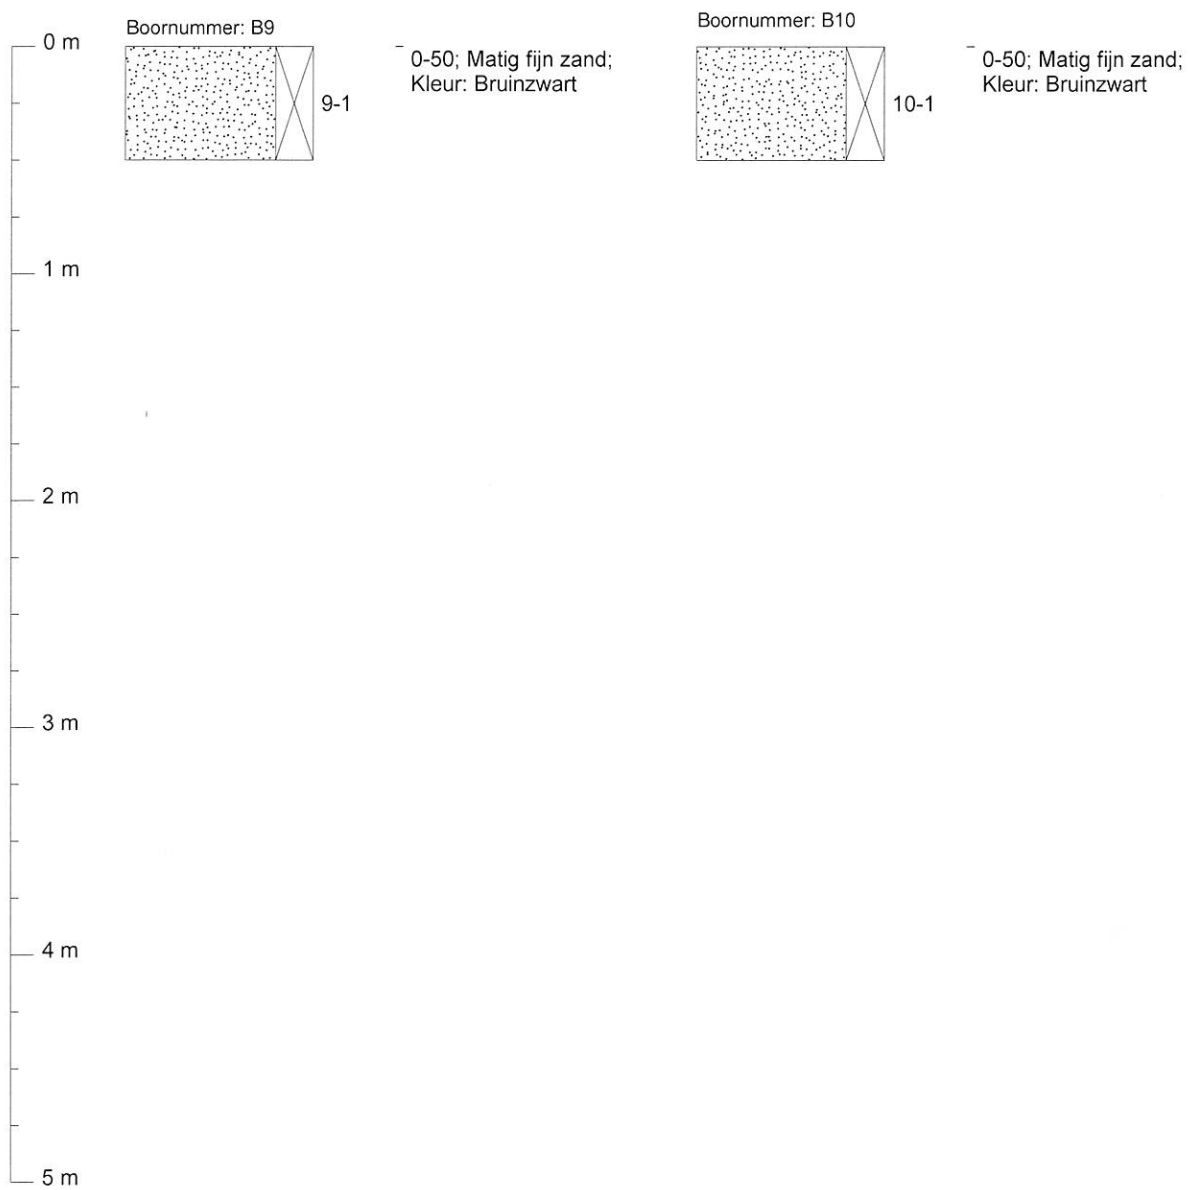 Boornummer: B9
0 m
0-50; Matig fijn zand;
Kleur: Bruinzwart
9-1
Boornummer: B10
0-50; Matig fijn zand;
Kleur: Bruinzwart
10-1
1 m
2 m
3 m
4 m
5 m